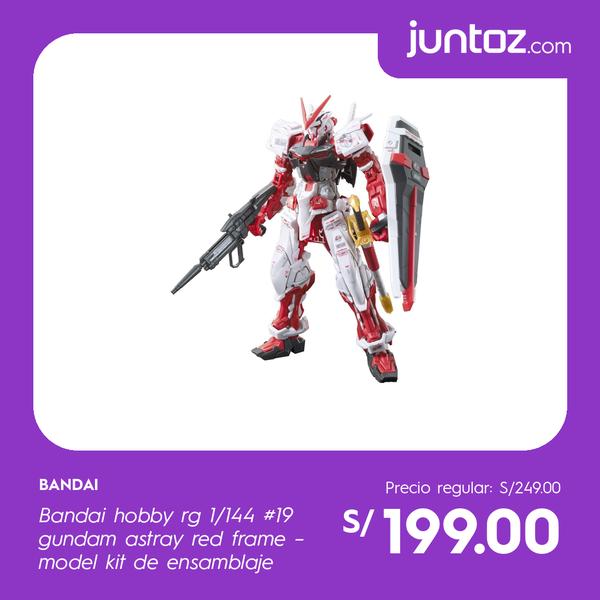 juntoz.com
BANDAI
Bandai hobby rg 1/144 #19
gundam astray red frame -
model kit de ensamblaje
Precio regular: S/249.00
S/199.00